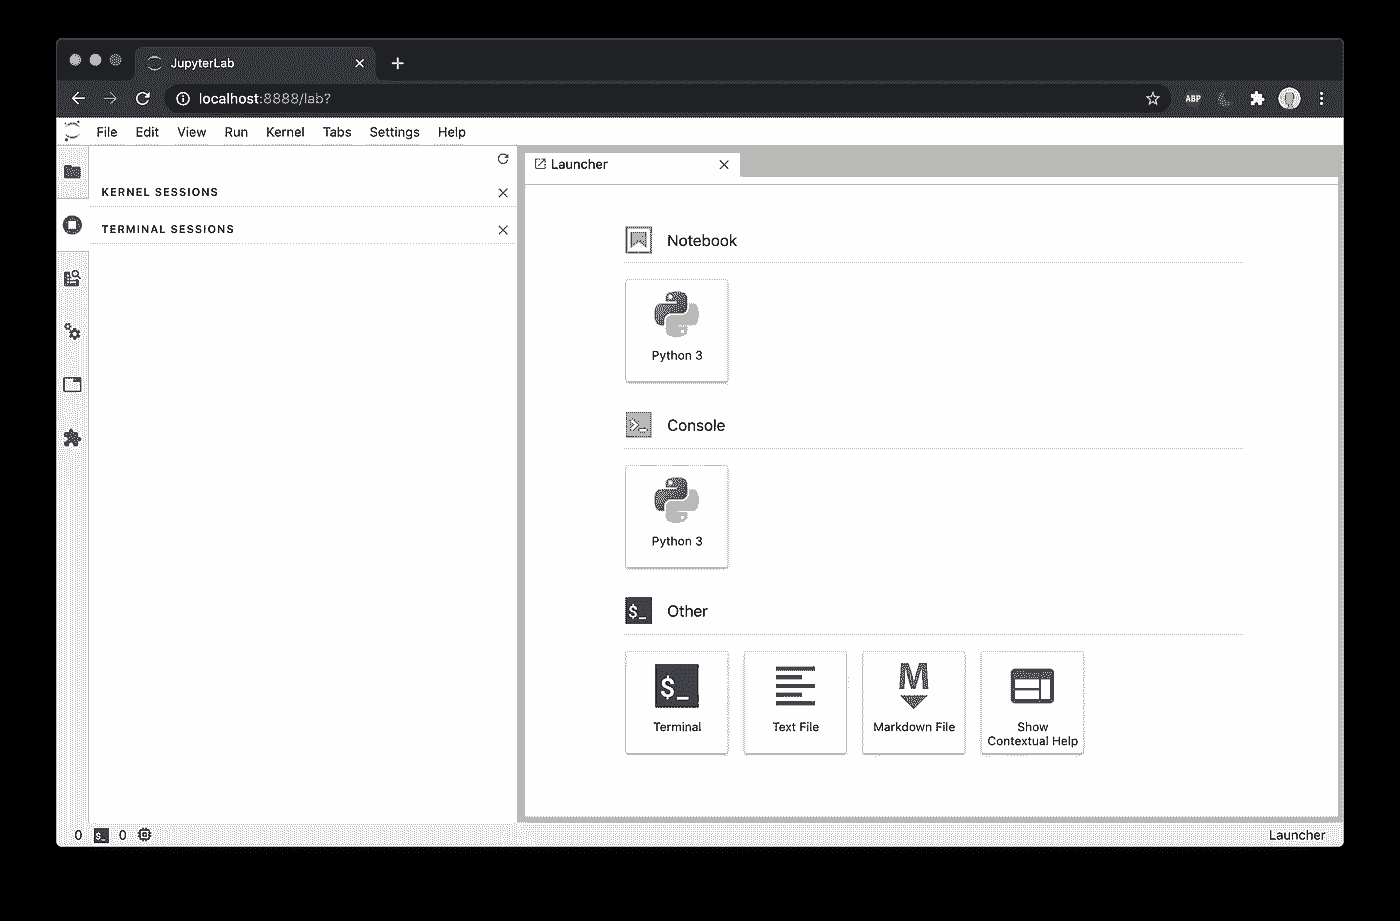 JupyterLab
localhost:8888/lab?
ABP
File Edit View Run Kernel Tabs Settings Help
KERNEL SESSIONS
TERMINAL SESSIONS
Launcher
Notebook
Python 3
Console
Python 3
$_ Other
$_
Terminal
Text File
M
Markdown File
Show
Contextual Help
0 $_ 0
Launcher